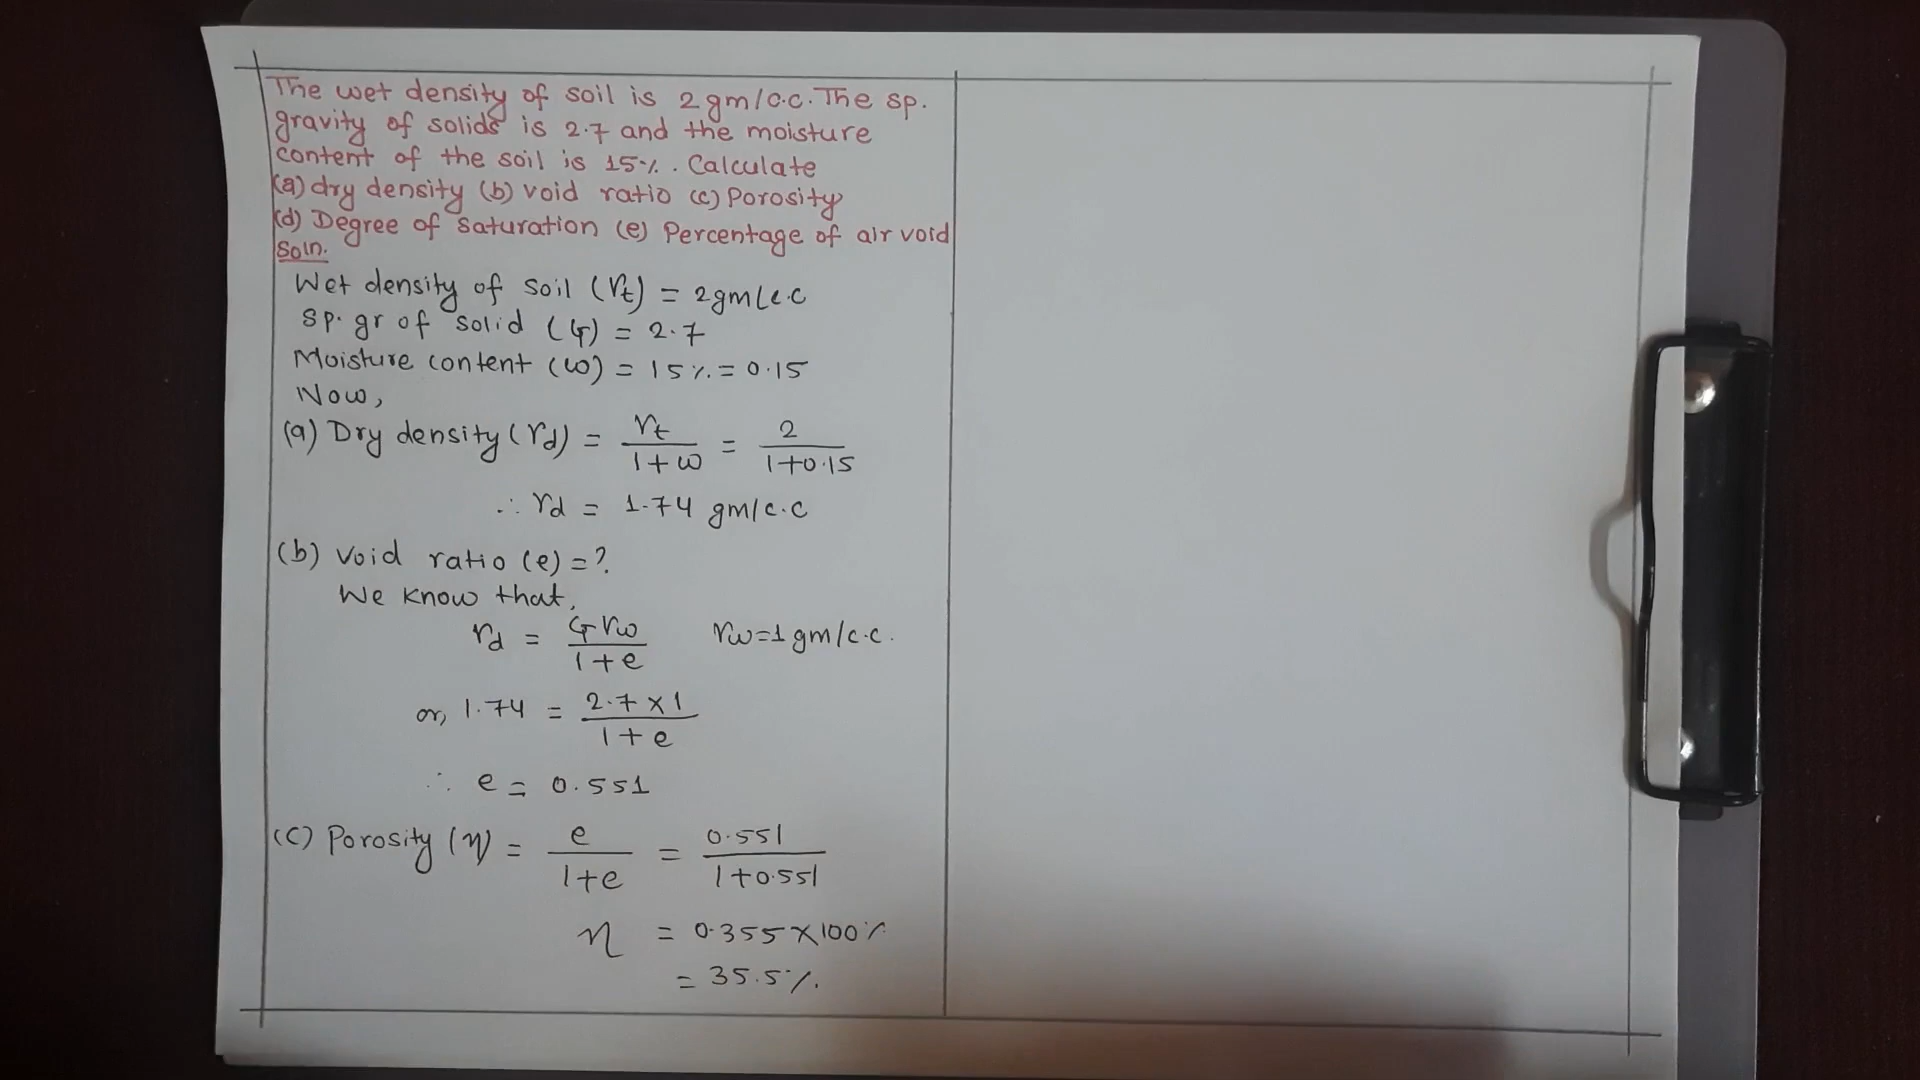 The wet density of soil is 2gm/c.c. The sp.
gravity of solids is 2.7 and the moisture
content of the soil is 15%. Calculate
(a) dry density (b) void ratio (c) Porosity
(d) Degree of saturation (e) Percentage of air void
Soln.
Wet density of soil (γt) = 2gm/c.c
Sp. gr of solid (G) = 2.7
Moisture content (w) = 15% = 0.15
Now,
(a) Dry density (γd) = γt / 1+w = 2 / 1+0.15
∴ γd = 1.74 gm/c.c
(b) Void ratio (e) = ?
We know that,
γd = Gγw / 1+e γw=1gm/c.c.
or, 1.74 = 2.7×1 / 1+e
∴ e = 0.551
(c) Porosity (η) = e / 1+e = 0.551 / 1+0.551
η = 0.355×100%
= 35.5%.